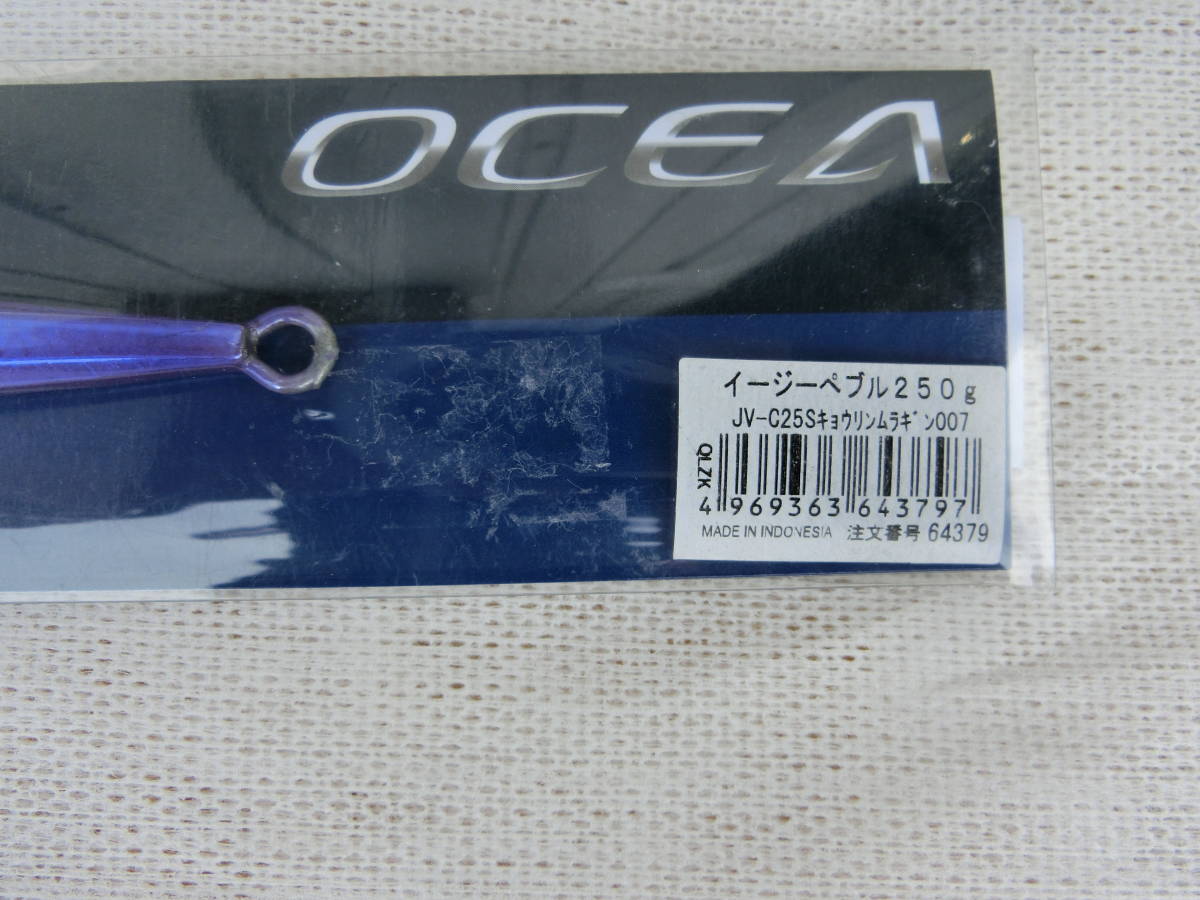 OCEA
イージーペブル250g
JV-C25Sｷｮｳﾘﾝﾑﾗｷﾞﾝ007
QLZK
4 969363 643797
MADE IN INDONESIA 注文番号 64379